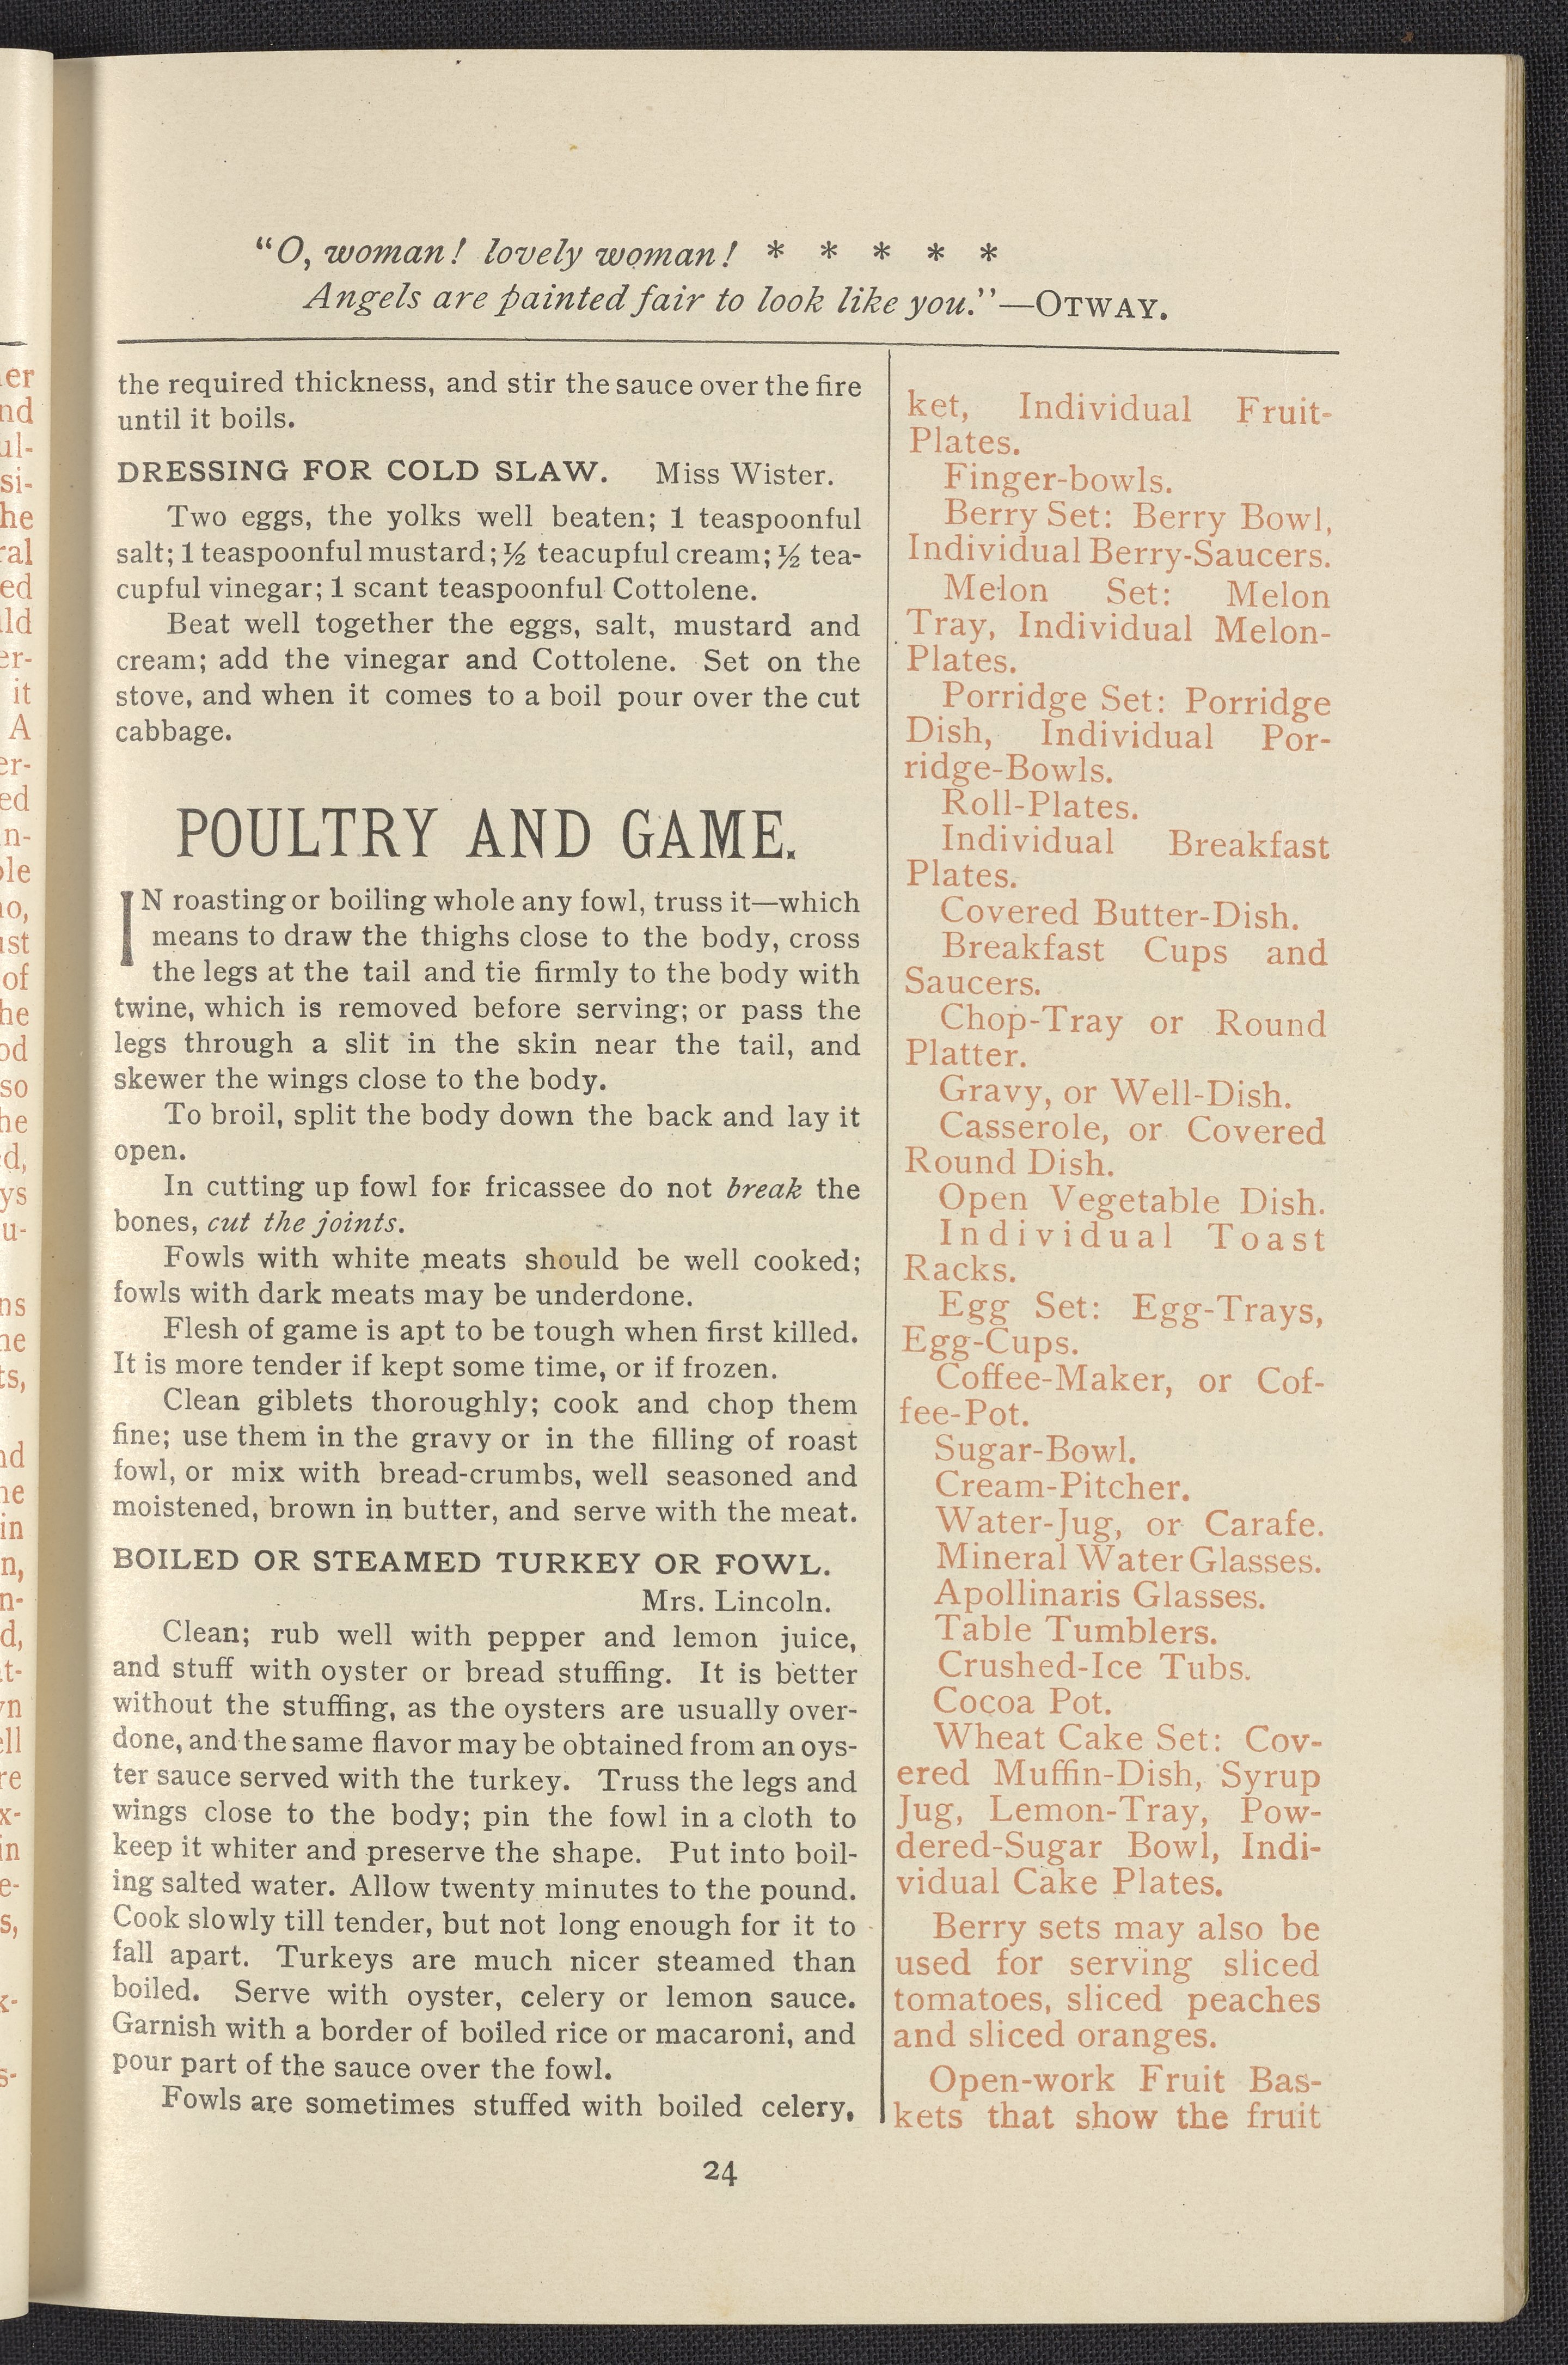 "O, woman! lovely woman! * * * * *
Angels are painted fair to look like you."—OTWAY.
the required thickness, and stir the sauce over the fire
until it boils.
DRESSING FOR COLD SLAW. Miss Wister.
Two eggs, the yolks well beaten; 1 teaspoonful
salt; 1 teaspoonful mustard; ½ teacupful cream; ½ tea-
cupful vinegar; 1 scant teaspoonful Cottolene.
Beat well together the eggs, salt, mustard and
cream; add the vinegar and Cottolene. Set on the
stove, and when it comes to a boil pour over the cut
cabbage.
POULTRY AND GAME.
IN roasting or boiling whole any fowl, truss it—which
means to draw the thighs close to the body, cross
the legs at the tail and tie firmly to the body with
twine, which is removed before serving; or pass the
legs through a slit in the skin near the tail, and
skewer the wings close to the body.
To broil, split the body down the back and lay it
open.
In cutting up fowl for fricassee do not break the
bones, cut the joints.
Fowls with white meats should be well cooked;
fowls with dark meats may be underdone.
Flesh of game is apt to be tough when first killed.
It is more tender if kept some time, or if frozen.
Clean giblets thoroughly; cook and chop them
fine; use them in the gravy or in the filling of roast
fowl, or mix with bread-crumbs, well seasoned and
moistened, brown in butter, and serve with the meat.
BOILED OR STEAMED TURKEY OR FOWL.
Mrs. Lincoln.
Clean; rub well with pepper and lemon juice,
and stuff with oyster or bread stuffing. It is better
without the stuffing, as the oysters are usually over-
done, and the same flavor may be obtained from an oys-
ter sauce served with the turkey. Truss the legs and
wings close to the body; pin the fowl in a cloth to
keep it whiter and preserve the shape. Put into boil-
ing salted water. Allow twenty minutes to the pound.
Cook slowly till tender, but not long enough for it to
fall apart. Turkeys are much nicer steamed than
boiled. Serve with oyster, celery or lemon sauce.
Garnish with a border of boiled rice or macaroni, and
pour part of the sauce over the fowl.
Fowls are sometimes stuffed with boiled celery,
ket, Individual Fruit-
Plates.
Finger-bowls.
Berry Set: Berry Bowl,
Individual Berry-Saucers.
Melon Set: Melon
Tray, Individual Melon-
Plates.
Porridge Set: Porridge
Dish, Individual Por-
ridge-Bowls.
Roll-Plates.
Individual Breakfast
Plates.
Covered Butter-Dish.
Breakfast Cups and
Saucers.
Chop-Tray or Round
Platter.
Gravy, or Well-Dish.
Casserole, or Covered
Round Dish.
Open Vegetable Dish.
Individual Toast
Racks.
Egg Set: Egg-Trays,
Egg-Cups.
Coffee-Maker, or Cof-
fee-Pot.
Sugar-Bowl.
Cream-Pitcher.
Water-Jug, or Carafe.
Mineral Water Glasses.
Apollinaris Glasses.
Table Tumblers.
Crushed-Ice Tubs.
Cocoa Pot.
Wheat Cake Set: Cov-
ered Muffin-Dish, Syrup
Jug, Lemon-Tray, Pow-
dered-Sugar Bowl, Indi-
vidual Cake Plates.
Berry sets may also be
used for serving sliced
tomatoes, sliced peaches
and sliced oranges.
Open-work Fruit Bas-
kets that show the fruit
24